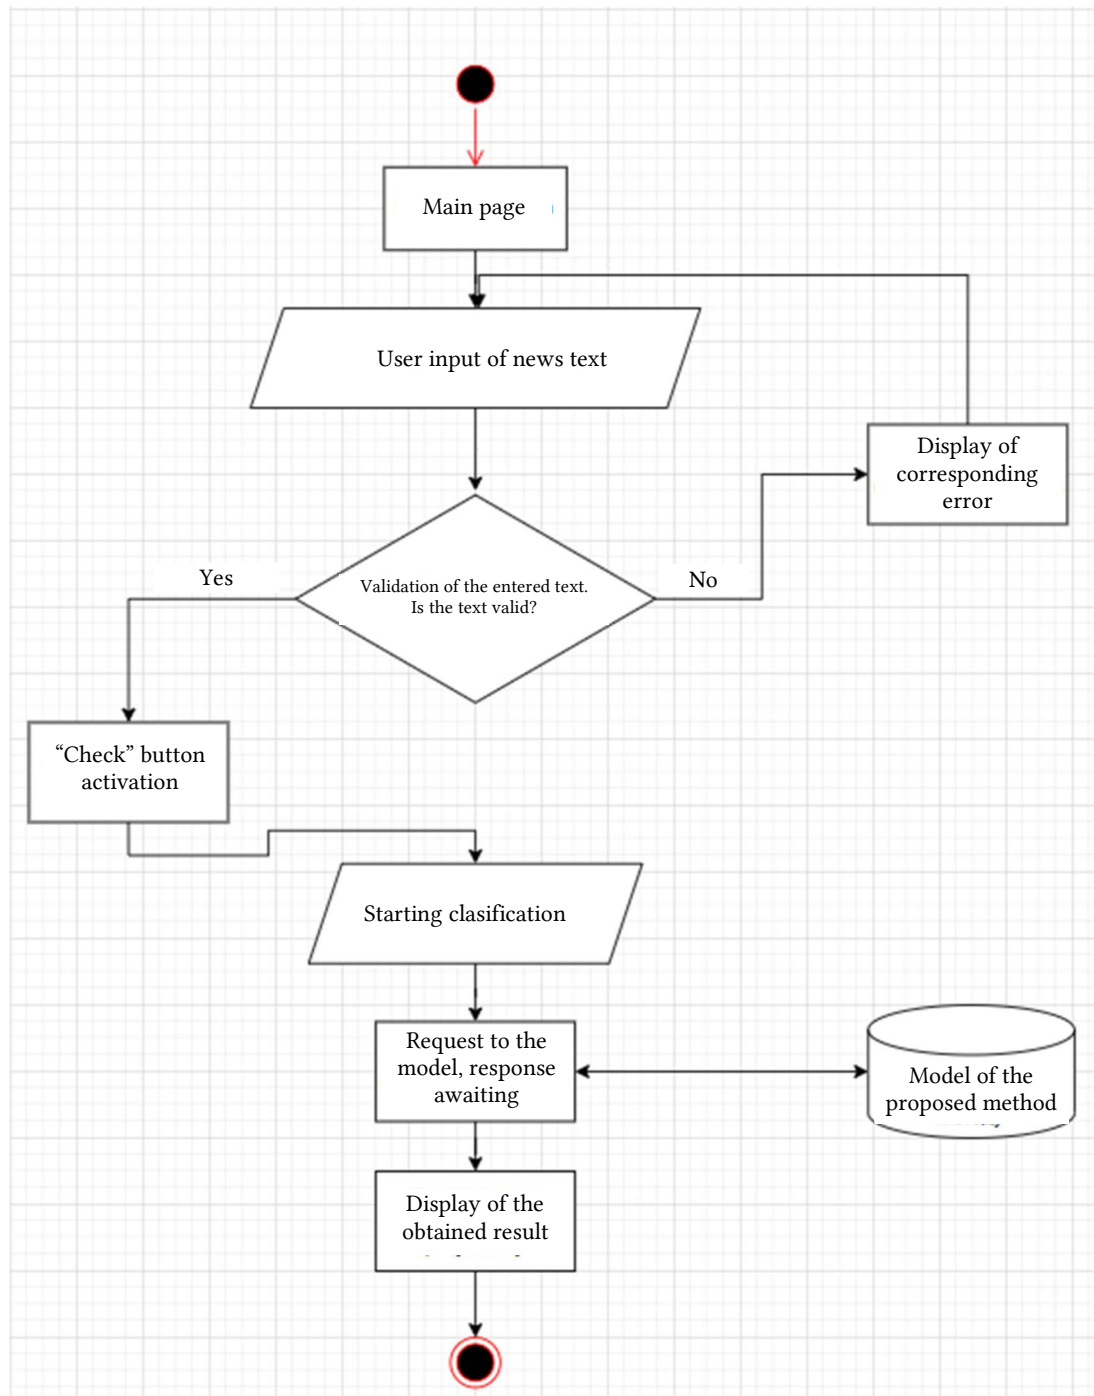 Main page
User input of news text
Display of
corresponding
error
Validation of the entered text.
Is the text valid?
Yes
No
“Check” button
activation
Starting clasification
Request to the
model, response
awaiting
Model of the
proposed method
Display of the
obtained result